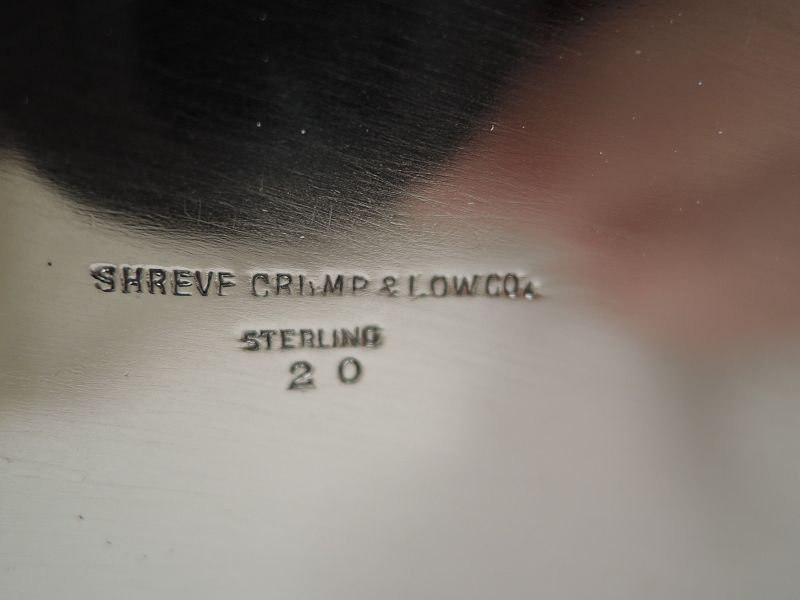 SHREVE CRUMP & LOW CO.
STERLING
20